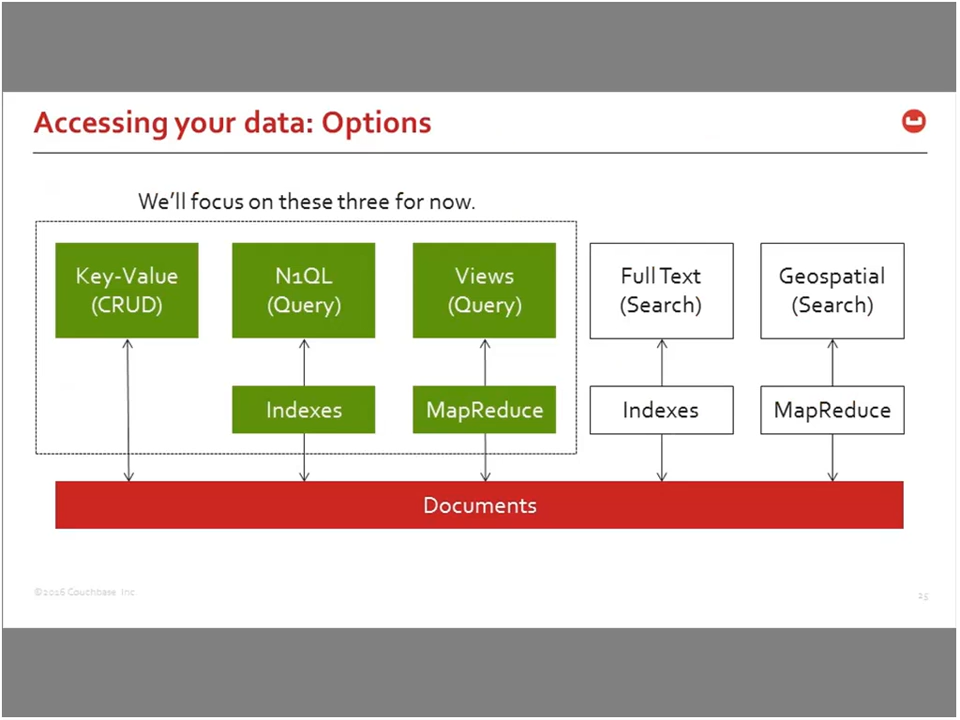 Accessing your data: Options
We'll focus on these three for now.
Key-Value
(CRUD)
N1QL
(Query)
Views
(Query)
Full Text
(Search)
Geospatial
(Search)
Indexes
MapReduce
Indexes
MapReduce
Documents
©2016 Couchbase Inc
25